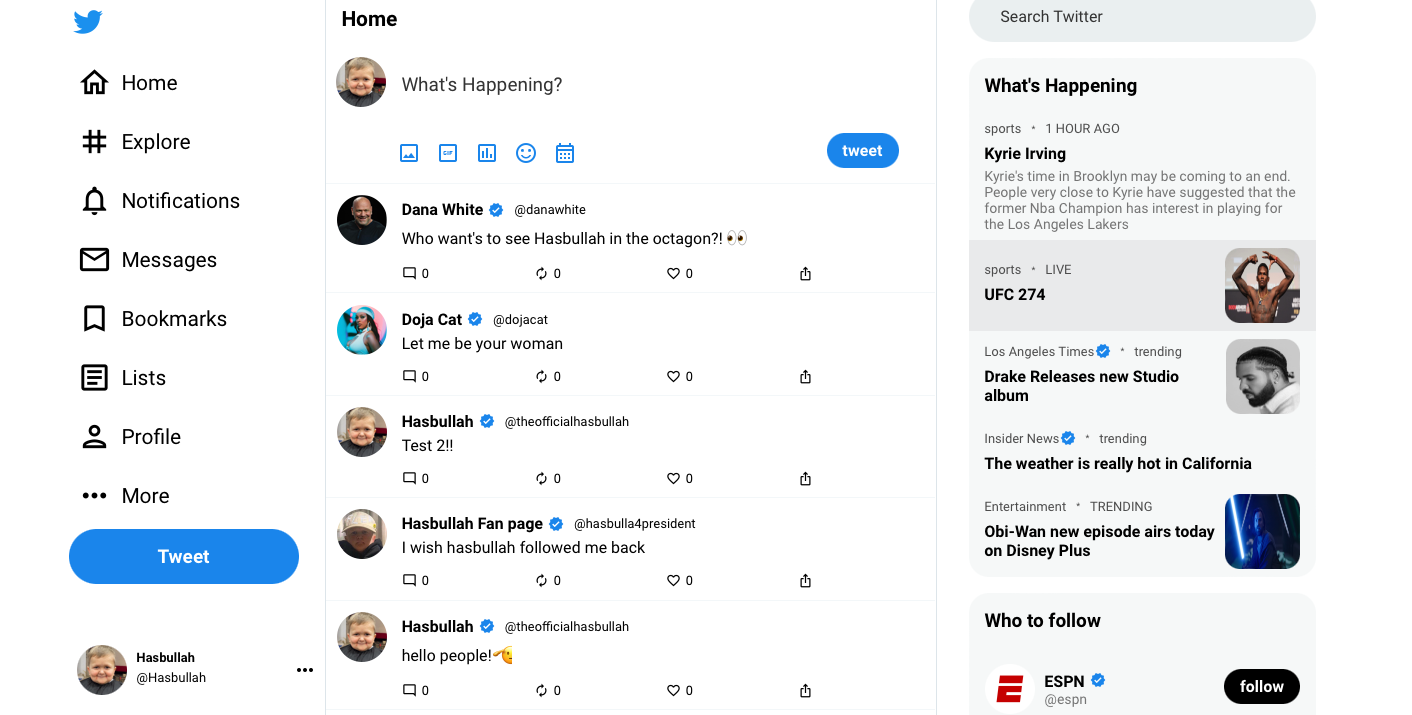 Home
Explore
Notifications
Messages
Bookmarks
Lists
Profile
More
Tweet
Hasbullah
@Hasbullah
Home
What's Happening?
GIF
tweet
Dana White @danawhite
Who want's to see Hasbullah in the octagon?! 👀
0 0 0
Doja Cat @dojacat
Let me be your woman
0 0 0
Hasbullah @theofficialhasbullah
Test 2!!
0 0 0
Hasbullah Fan page @hasbulla4president
I wish hasbullah followed me back
0 0 0
Hasbullah @theofficialhasbullah
hello people!🫡
0 0 0
Search Twitter
What's Happening
sports * 1 HOUR AGO
Kyrie Irving
Kyrie's time in Brooklyn may be coming to an end.
People very close to Kyrie have suggested that the
former Nba Champion has interest in playing for
the Los Angeles Lakers
sports * LIVE
UFC 274
Los Angeles Times * trending
Drake Releases new Studio
album
Insider News * trending
The weather is really hot in California
Entertainment * TRENDING
Obi-Wan new episode airs today
on Disney Plus
Who to follow
ESPN
@espn
follow